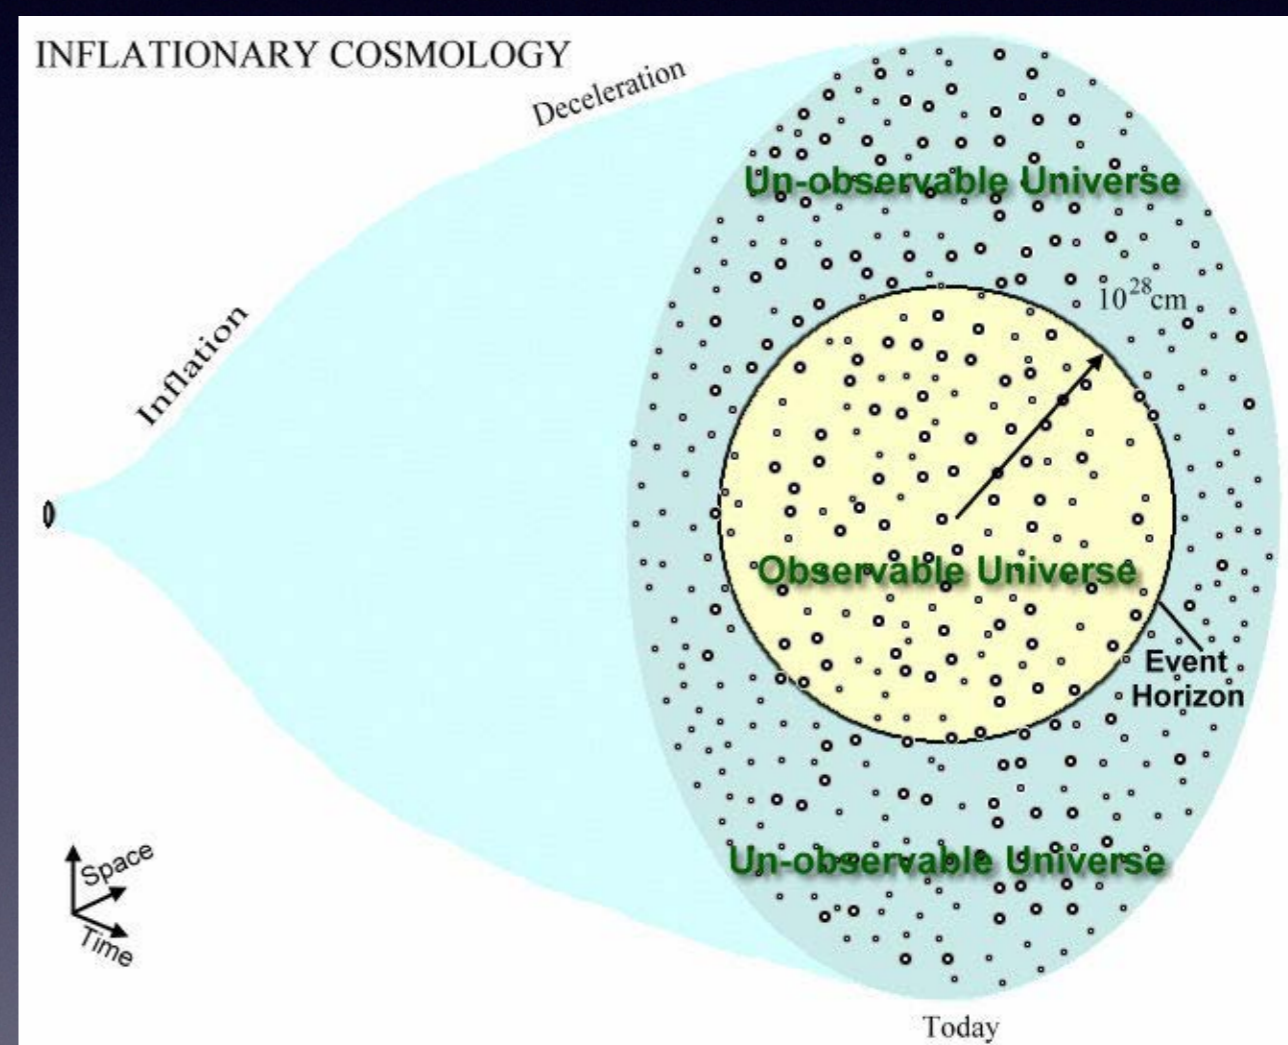 INFLATIONARY COSMOLOGY
Deceleration
Inflation
Un-observable Universe
10²⁸cm
Observable Universe
Event
Horizon
Un-observable Universe
Space
Time
Today